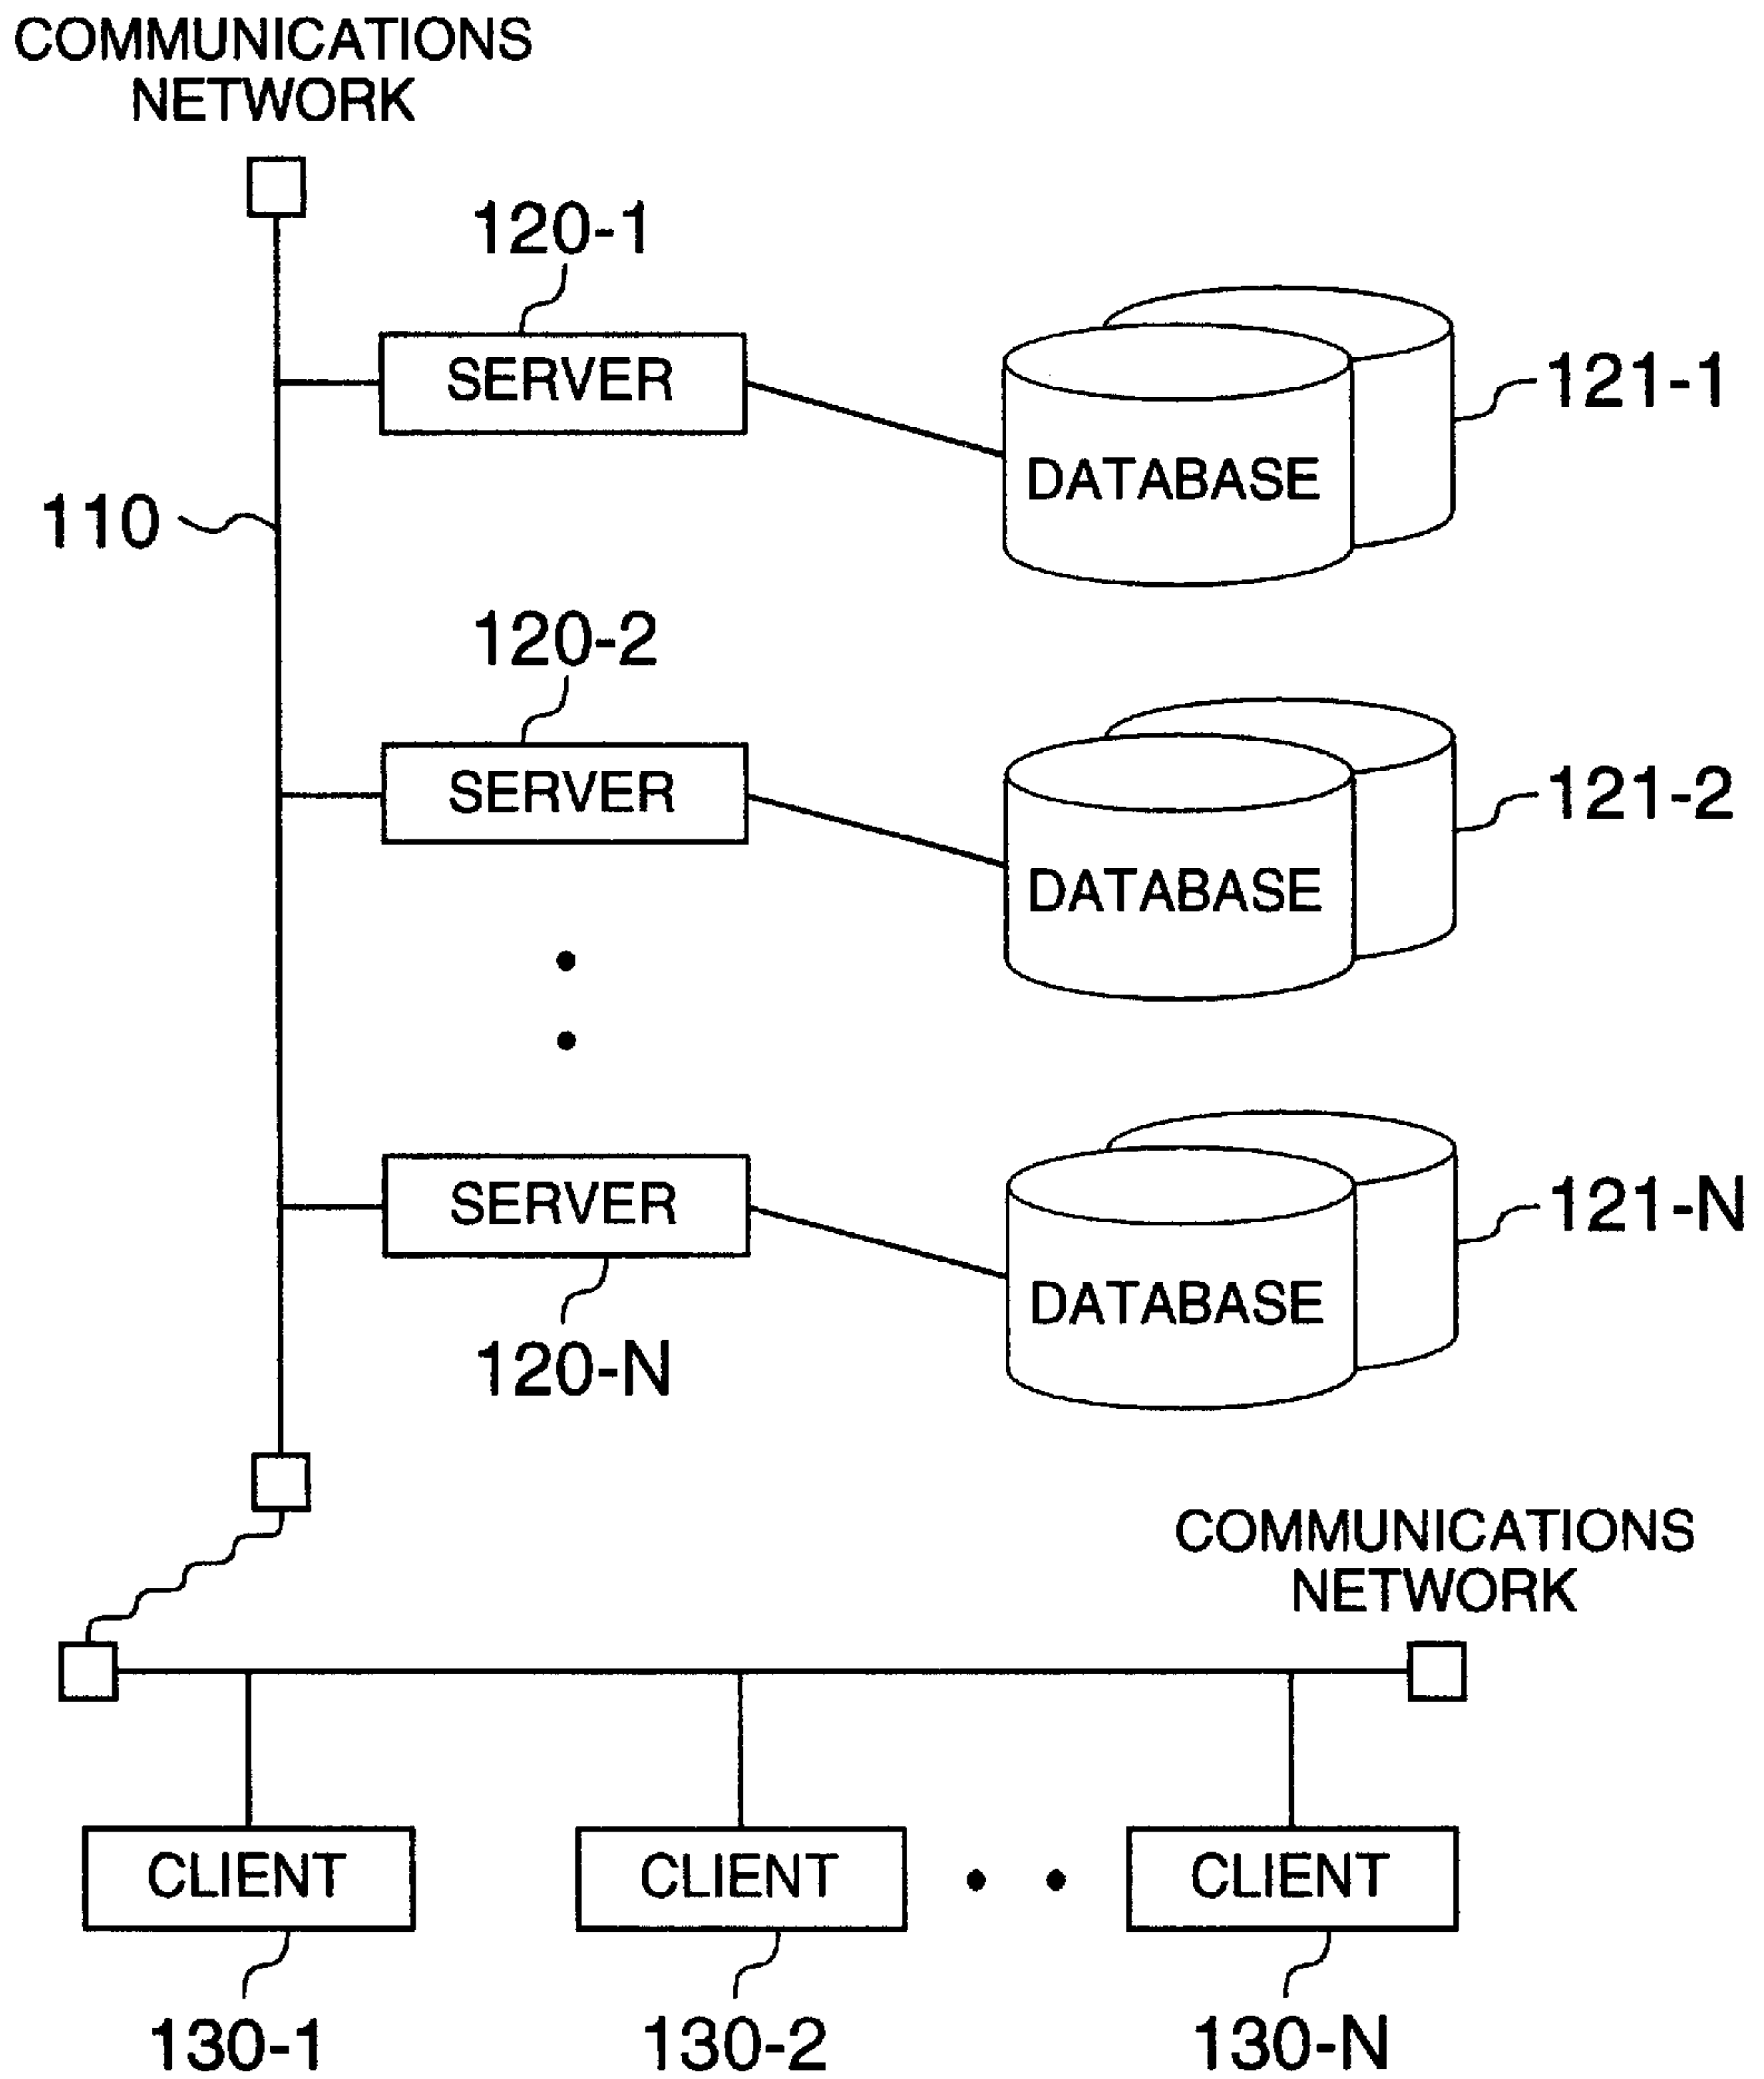 COMMUNICATIONS
NETWORK
120-1
SERVER
121-1
DATABASE
110
120-2
SERVER
121-2
DATABASE
SERVER
121-N
DATABASE
120-N
COMMUNICATIONS
NETWORK
CLIENT
CLIENT
CLIENT
130-1
130-2
130-N